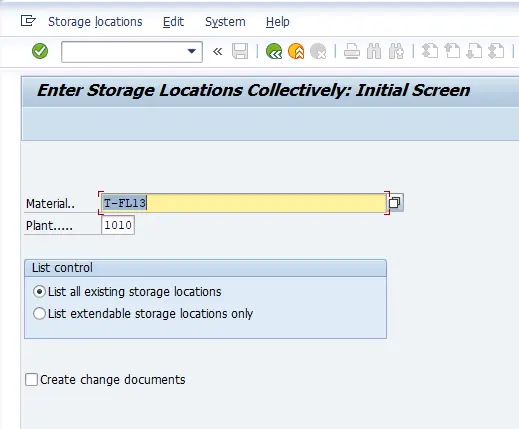 Storage locations Edit System Help
«
Enter Storage Locations Collectively: Initial Screen
Material.. T-FL13
Plant..... 1010
List control
List all existing storage locations
List extendable storage locations only
Create change documents